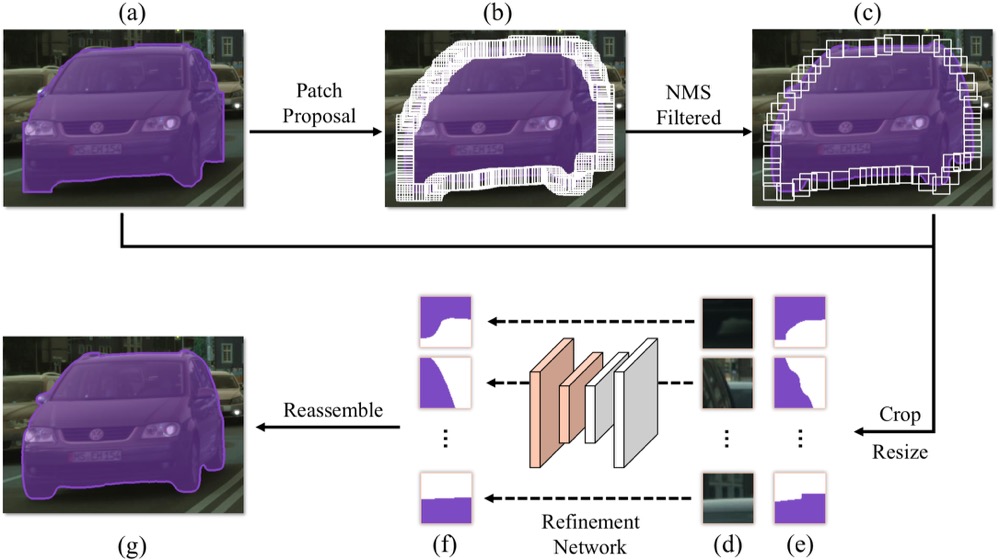 (a)
(b)
(c)
Patch
Proposal
NMS
Filtered
Reassemble
Crop
Resize
Refinement
Network
(g)
(f)
(d)
(e)